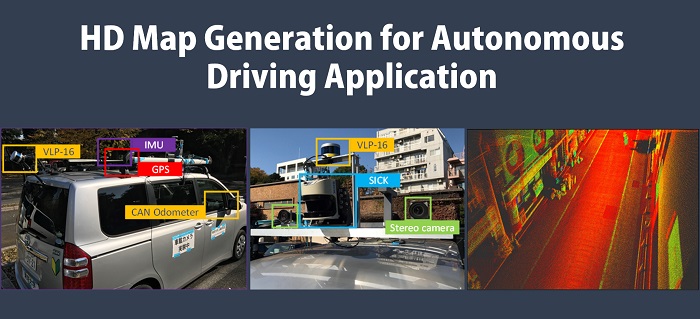 HD Map Generation for Autonomous
Driving Application
VLP-16
IMU
GPS
CAN Odometer
VLP-16
SICK
Stereo camera